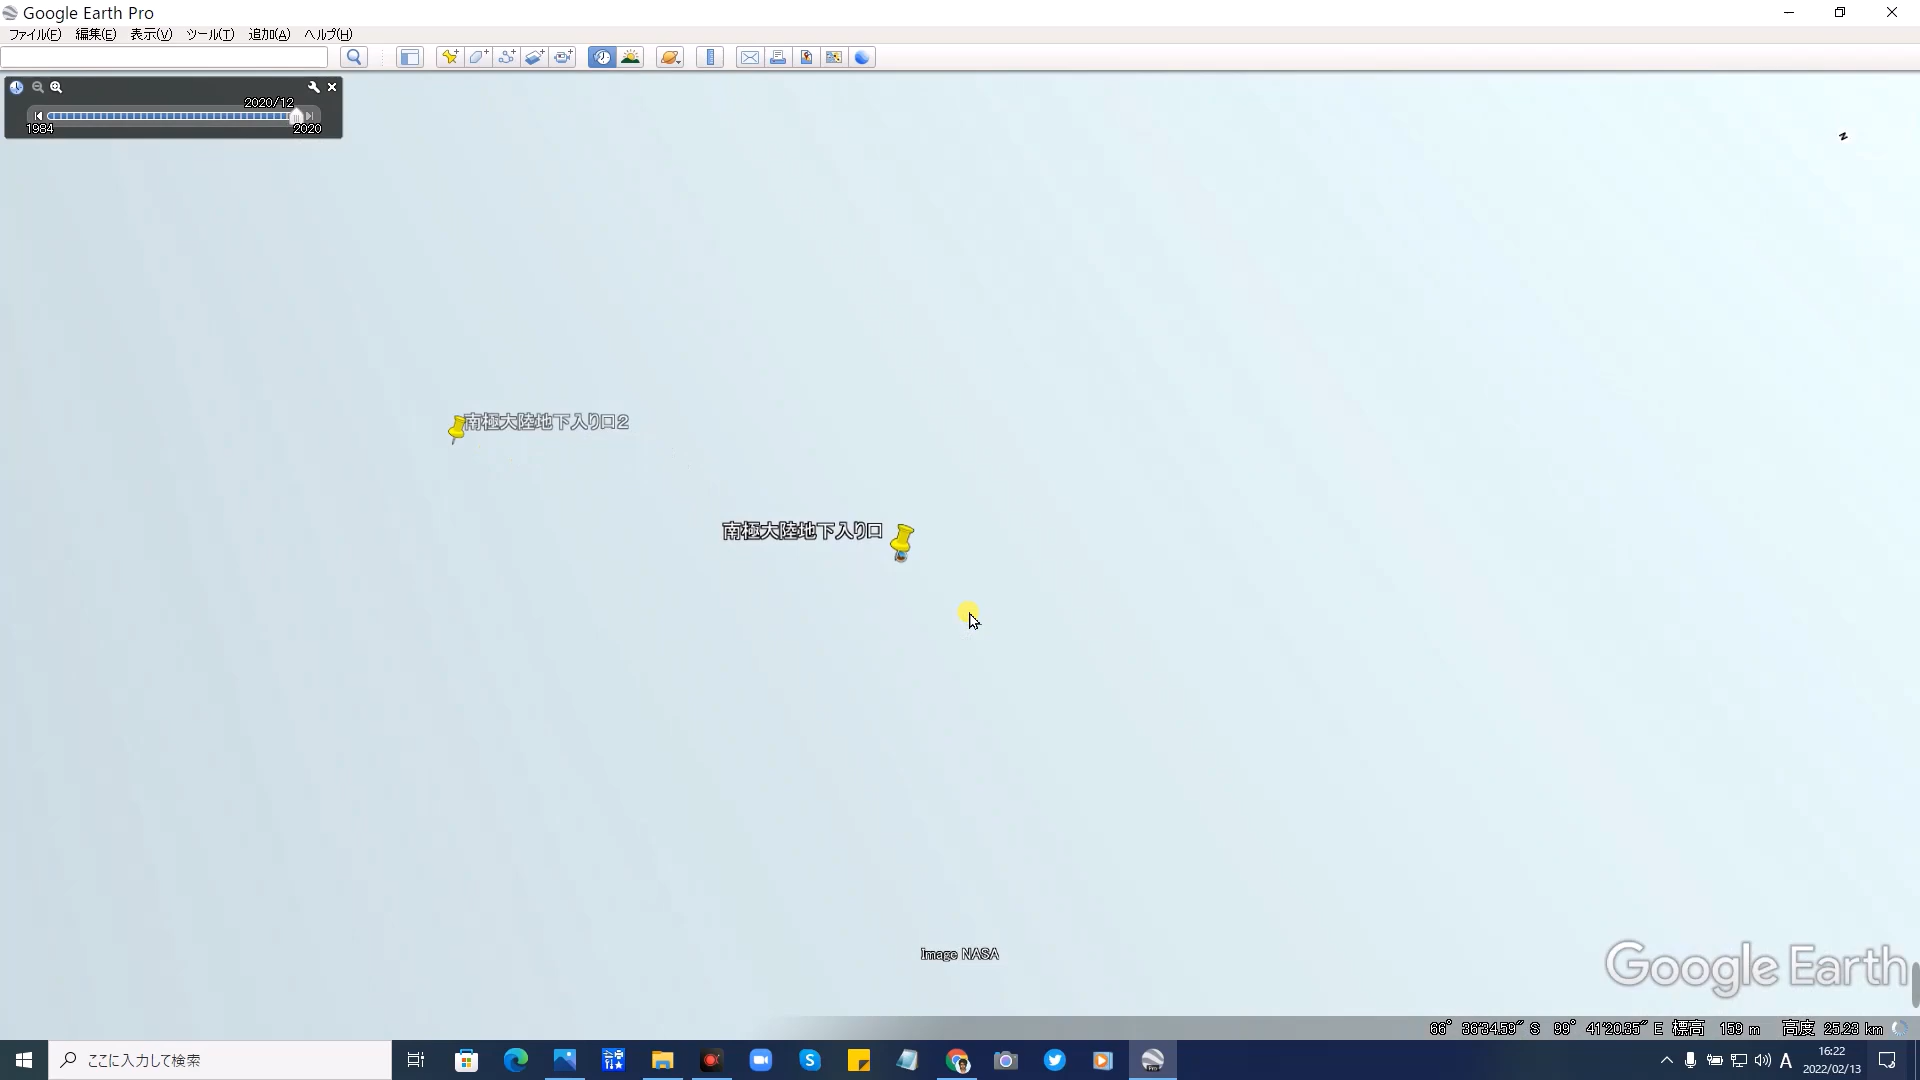 Google Earth Pro
ファイル(F) 編集(E) 表示(V) ツール(T) 追加(A) ヘルプ(H)
2020/12
1984 2020
南極大陸地下入り口2
南極大陸地下入り口
Image NASA
Google Earth
66° 36'34.59" S 99° 41'20.35" E 標高 159 m 高度 25.23 km
ここに入力して検索
A
16:22
2022/02/13